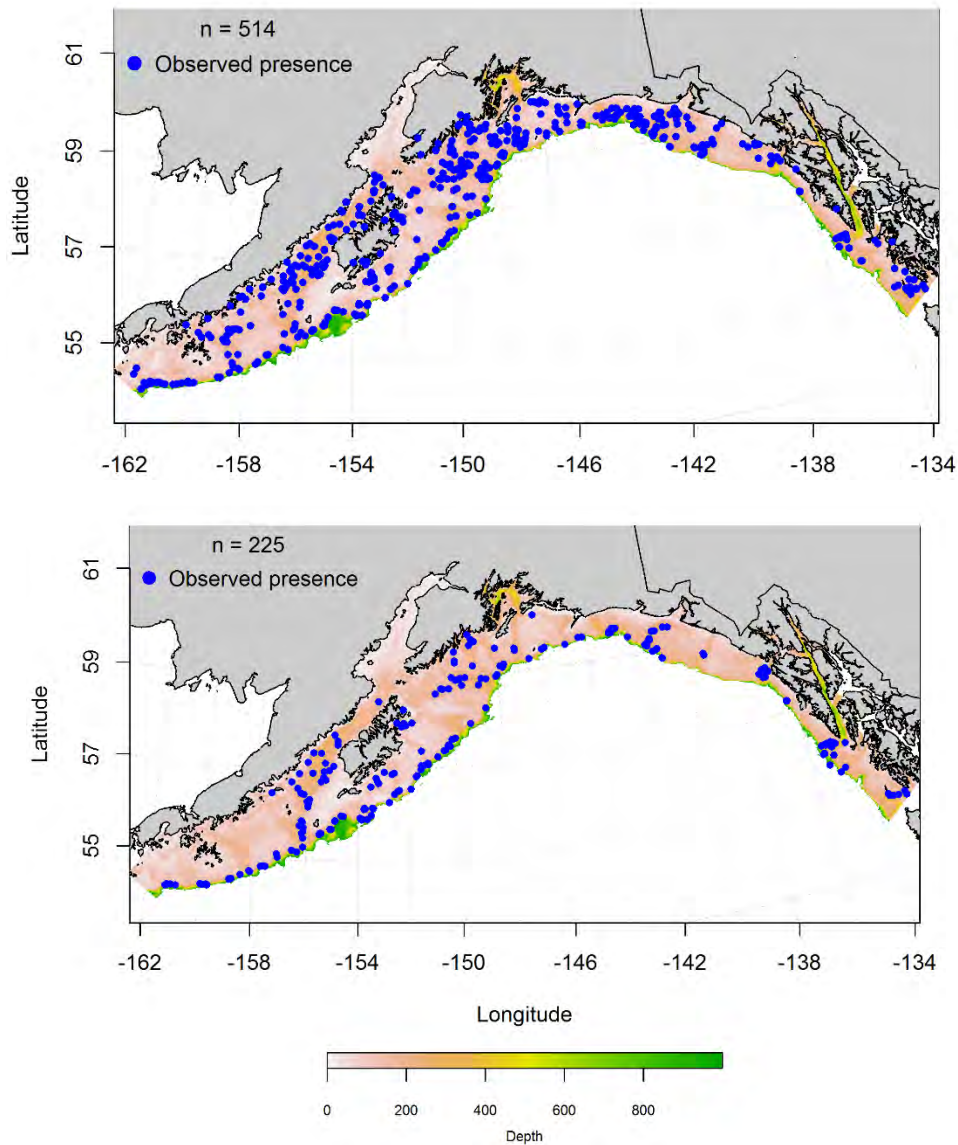 n = 514
Observed presence
Latitude
61
59
57
55
-162 -158 -154 -150 -146 -142 -138 -134
n = 225
Observed presence
Latitude
61
59
57
55
-162 -158 -154 -150 -146 -142 -138 -134
Longitude
0 200 400 600 800
Depth